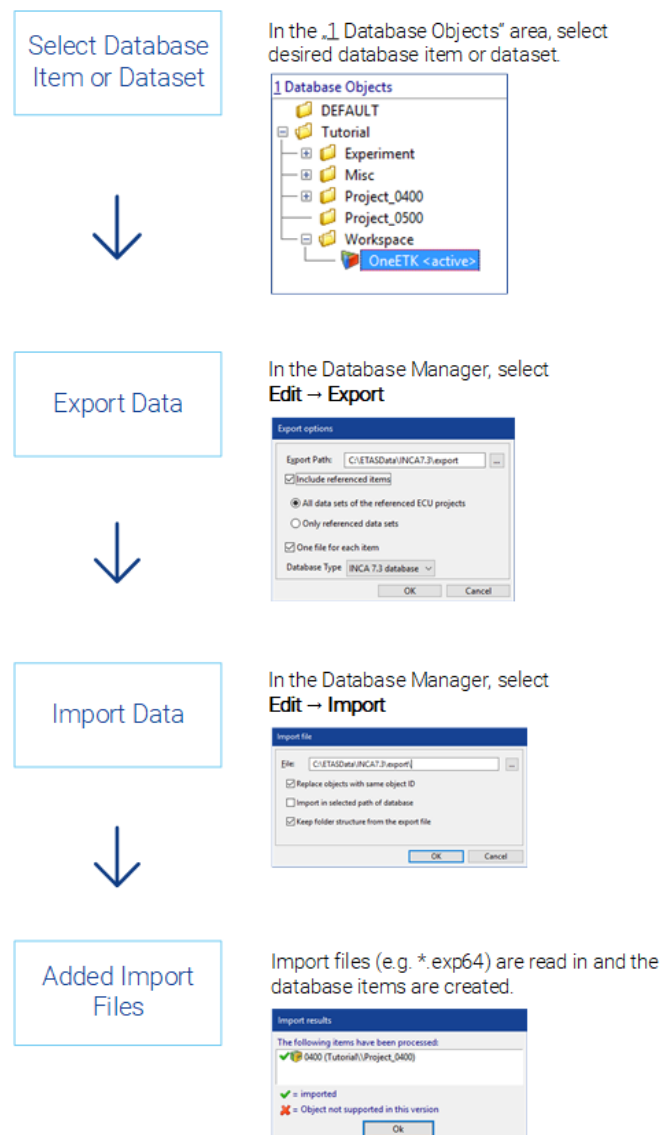 Select Database
Item or Dataset
In the „1 Database Objects“ area, select
desired database item or dataset.
1 Database Objects
DEFAULT
Tutorial
Experiment
Misc
Project_0400
Project_0500
Workspace
OneETK <active>
Export Data
In the Database Manager, select
Edit → Export
Export options
Export Path: C:\ETASData\INCA7.3\export ...
Include referenced items
All data sets of the referenced ECU projects
Only referenced data sets
One file for each item
Database Type INCA 7.3 database
OK Cancel
Import Data
In the Database Manager, select
Edit → Import
Import file
File: C:\ETASData\INCA7.3\export\ ...
Replace objects with same object ID
Import in selected path of database
Keep folder structure from the export file
OK Cancel
Added Import
Files
Import files (e.g. *.exp64) are read in and the
database items are created.
Import results
The following items have been processed:
0400 (Tutorial\\Project_0400)
= imported
= Object not supported in this version
Ok